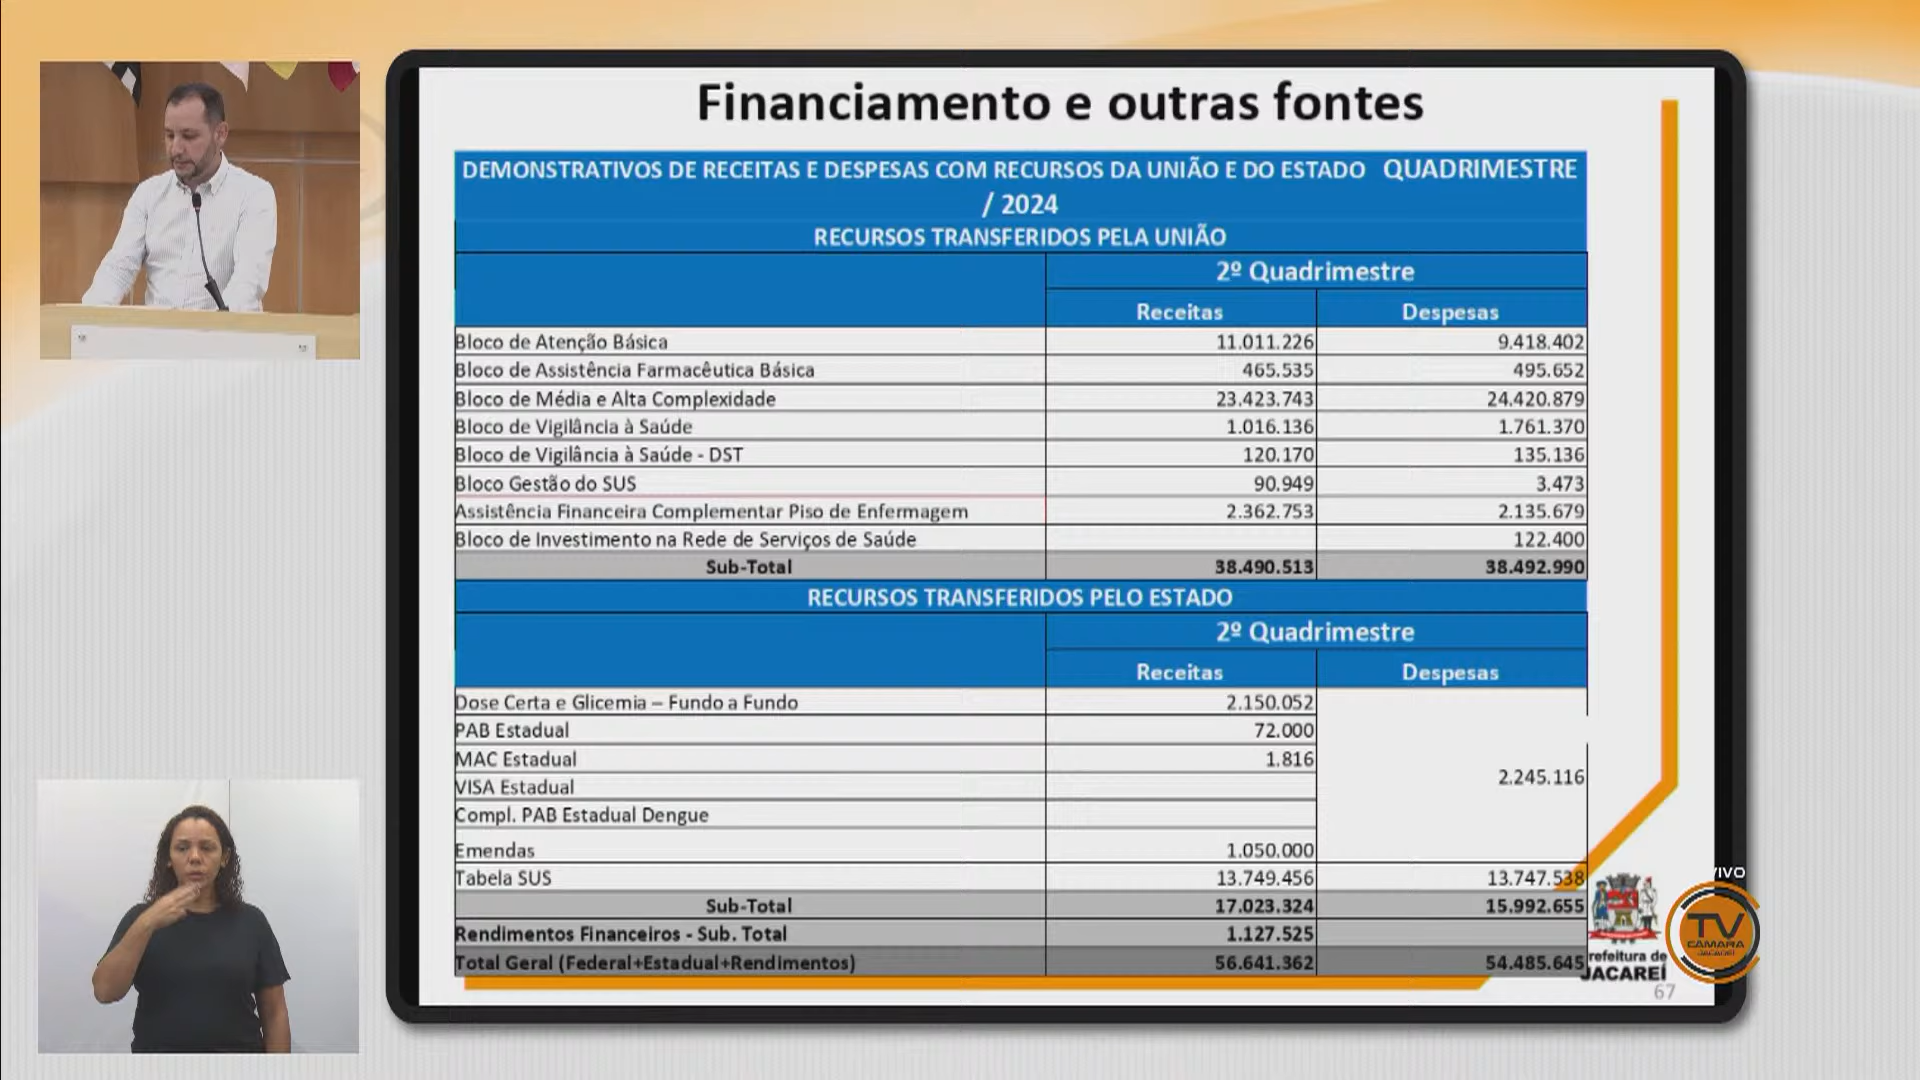 Financiamento e outras fontes
DEMONSTRATIVOS DE RECEITAS E DESPESAS COM RECURSOS DA UNIÃO E DO ESTADO QUADRIMESTRE
/ 2024
RECURSOS TRANSFERIDOS PELA UNIÃO
2º Quadrimestre
Receitas Despesas
Bloco de Atenção Básica 11.011.226 9.418.402
Bloco de Assistência Farmacêutica Básica 465.535 495.652
Bloco de Média e Alta Complexidade 23.423.743 24.420.879
Bloco de Vigilância à Saúde 1.016.136 1.761.370
Bloco de Vigilância à Saúde - DST 120.170 135.136
Bloco Gestão do SUS 90.949 3.473
Assistência Financeira Complementar Piso de Enfermagem 2.362.753 2.135.679
Bloco de Investimento na Rede de Serviços de Saúde 122.400
Sub-Total 38.490.513 38.492.990
RECURSOS TRANSFERIDOS PELO ESTADO
2º Quadrimestre
Receitas Despesas
Dose Certa e Glicemia – Fundo a Fundo 2.150.052
PAB Estadual 72.000
MAC Estadual 1.816
2.245.116
VISA Estadual
Compl. PAB Estadual Dengue
Emendas 1.050.000
Tabela SUS 13.749.456 13.747.538
Sub-Total 17.023.324 15.992.655
Rendimentos Financeiros - Sub. Total 1.127.525
Total Geral (Federal+Estadual+Rendimentos) 56.641.362 54.485.645
refeitura de
JACAREÍ
67
VIVO
TV
CÂMARA
JACAREÍ